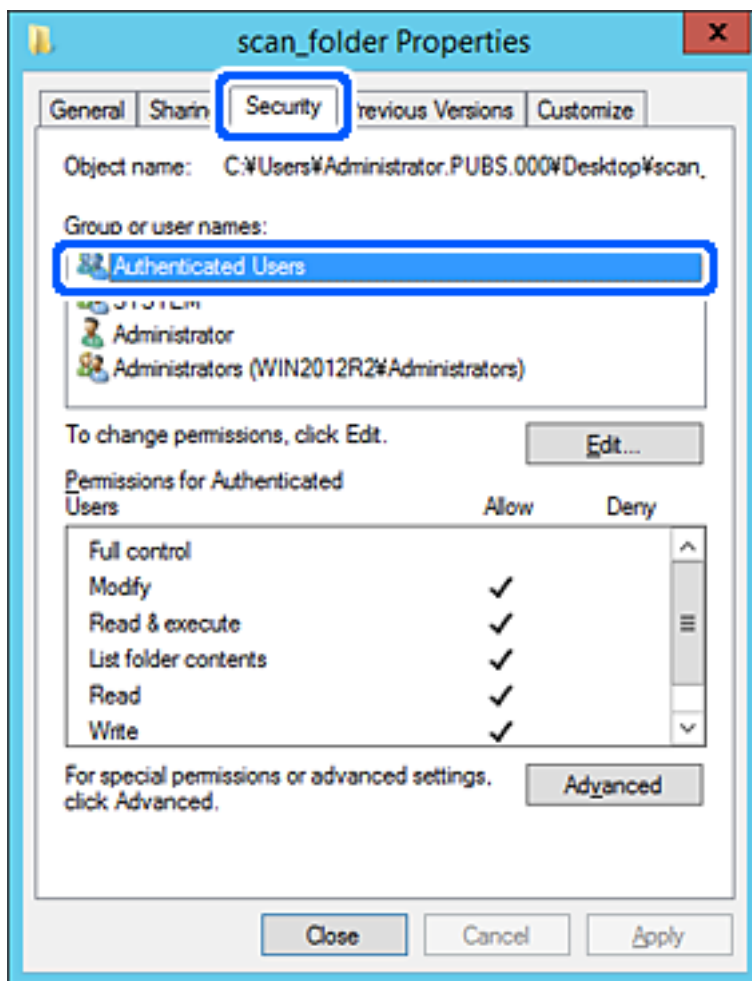 scan_folder Properties
General Sharin Security revious Versions Customize
Object name: C:¥Users¥Administrator.PUBS.000¥Desktop¥scan_
Group or user names:
Authenticated Users
SYSTEM
Administrator
Administrators (WIN2012R2¥Administrators)
To change permissions, click Edit.
Edit...
Permissions for Authenticated
Users Allow Deny
Full control
Modify
Read & execute
List folder contents
Read
Write
For special permissions or advanced settings,
click Advanced.
Advanced
Close Cancel Apply